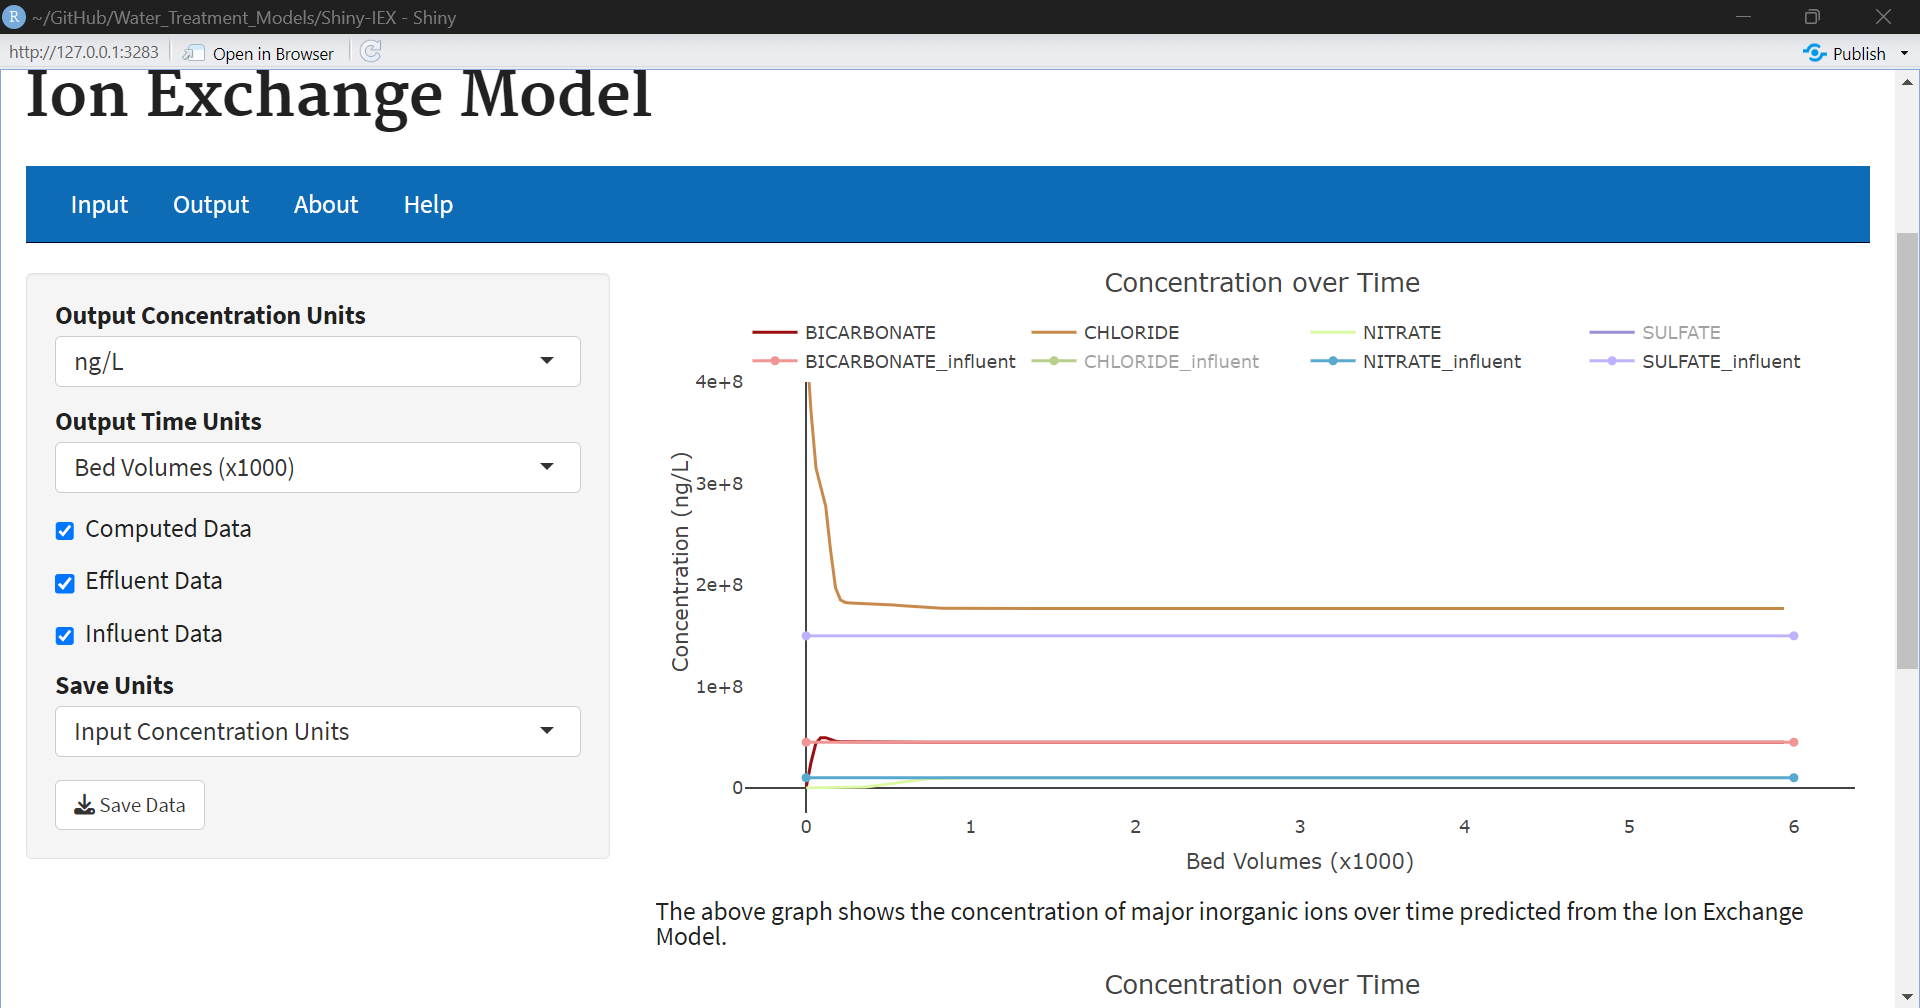 R ~/GitHub/Water_Treatment_Models/Shiny-IEX - Shiny
http://127.0.0.1:3283 Open in Browser Publish
Ion Exchange Model
Input Output About Help
Output Concentration Units
ng/L
Output Time Units
Bed Volumes (x1000)
Computed Data
Effluent Data
Influent Data
Save Units
Input Concentration Units
Save Data
Concentration over Time
BICARBONATE CHLORIDE NITRATE SULFATE
BICARBONATE_influent CHLORIDE_influent NITRATE_influent SULFATE_influent
4e+8
3e+8
2e+8
1e+8
0
Concentration (ng/L)
0 1 2 3 4 5 6
Bed Volumes (x1000)
The above graph shows the concentration of major inorganic ions over time predicted from the Ion Exchange
Model.
Concentration over Time